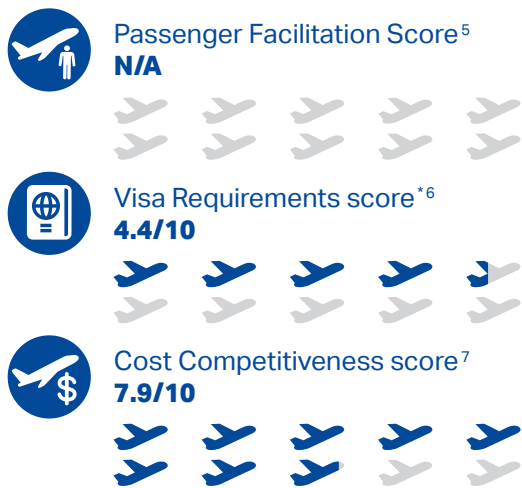 Passenger Facilitation Score⁵
N/A
Visa Requirements score*⁶
4.4/10
$
Cost Competitiveness score⁷
7.9/10